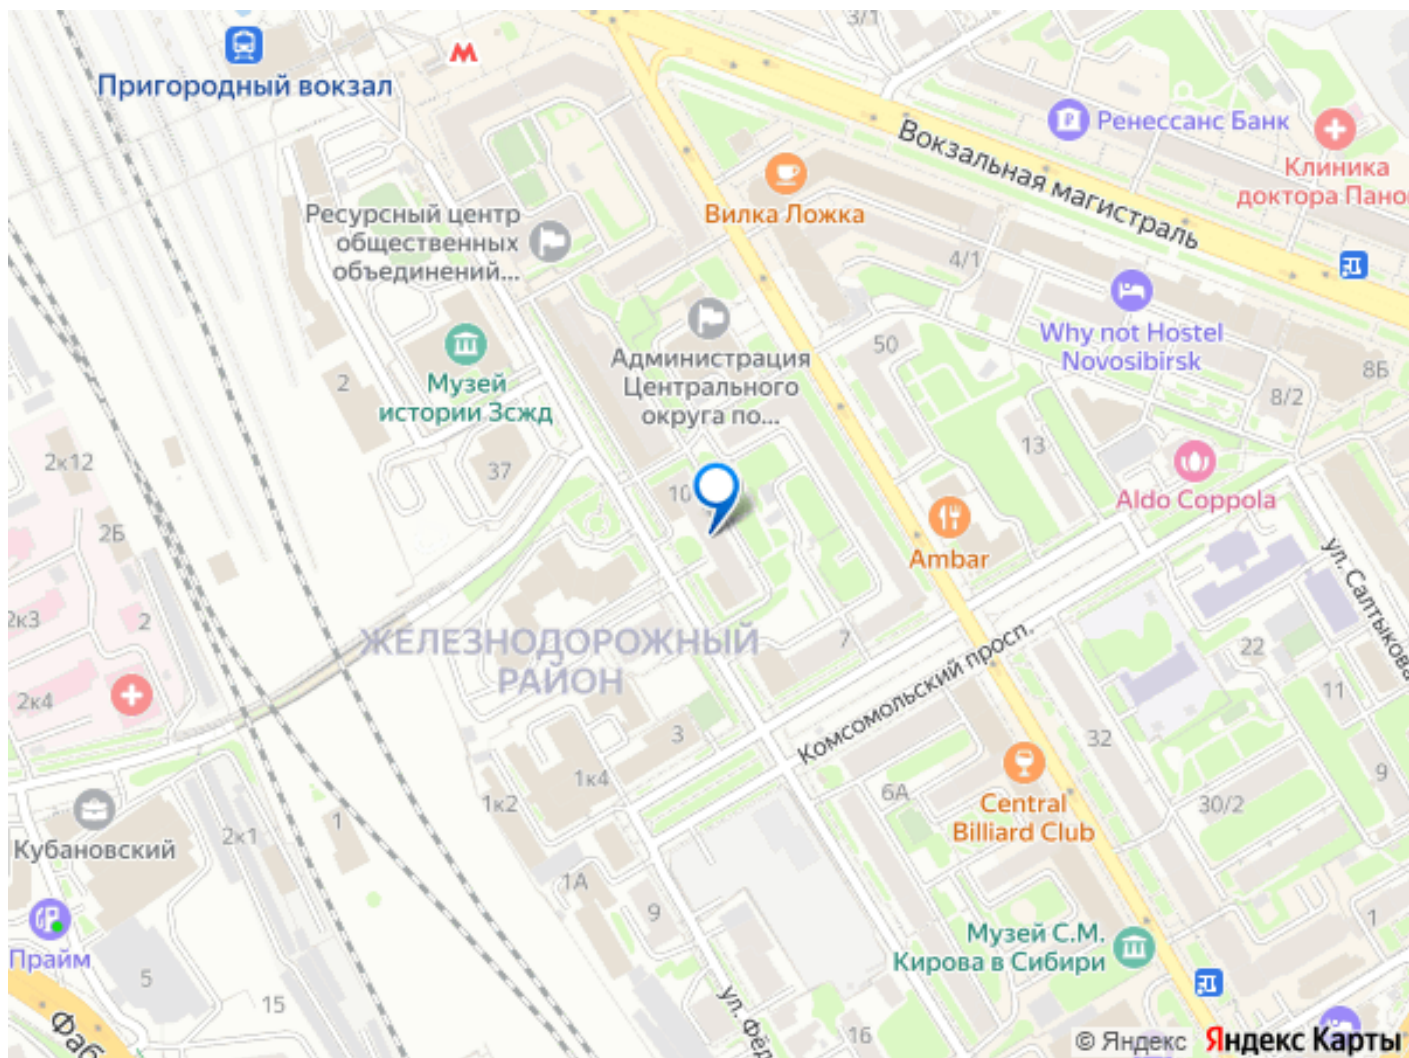 3/1
Пригородный вокзал
Ренессанс Банк
Вокзальная магистраль
Клиника
доктора Пано
Вилка Ложка
Ресурсный центр
общественных
объединений...
4/1
Why not Hostel
Novosibirsk
50
Администрация
Центрального
округа по...
Музей
истории Зсжд
2
8Б
8/2
13
2к12
37
10
Aldo Coppola
2Б
Ambar
ул. Салтыкова
2к3
2
ЖЕЛЕЗНОДОРОЖНЫЙ
РАЙОН
7
Комсомольский просп.
22
11
2к4
3
32
1к4
6А
9
1к2
Central
Billiard Club
30/2
1
2к1
Кубановский
1А
9
1
Музей С.М.
Кирова в Сибири
Прайм
5
15
ул. Фёд
16
Фаб
© Яндекс Яндекс Карты